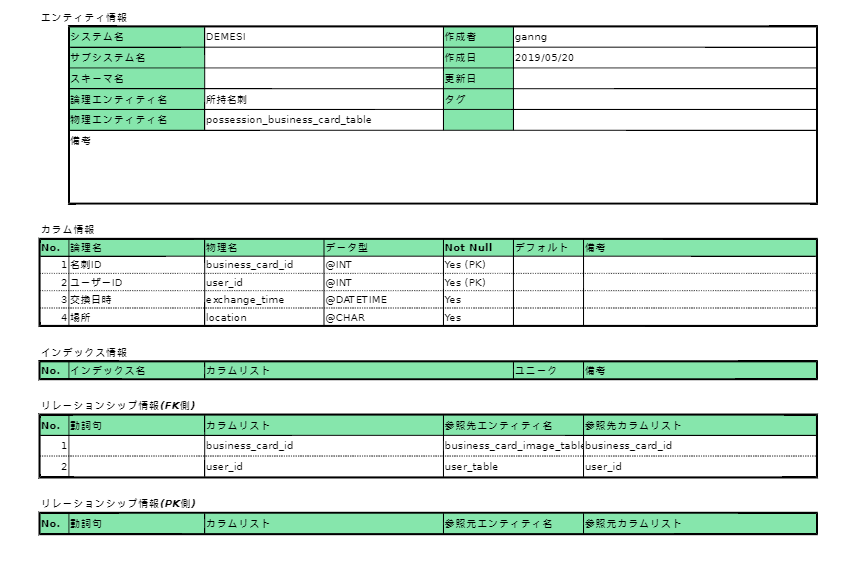 エンティティ情報
システム名 DEMESI 作成者 ganng
サブシステム名 作成日 2019/05/20
スキーマ名 更新日
論理エンティティ名 所持名刺 タグ
物理エンティティ名 possession_business_card_table
備考
カラム情報
No. 論理名 物理名 データ型 Not Null デフォルト 備考
1 名刺ID business_card_id @INT Yes (PK)
2 ユーザーID user_id @INT Yes (PK)
3 交換日時 exchange_time @DATETIME Yes
4 場所 location @CHAR Yes
インデックス情報
No. インデックス名 カラムリスト ユニーク 備考
リレーションシップ情報(FK側)
No. 動詞句 カラムリスト 参照先エンティティ名 参照先カラムリスト
1 business_card_id business_card_image_table business_card_id
2 user_id user_table user_id
リレーションシップ情報(PK側)
No. 動詞句 カラムリスト 参照元エンティティ名 参照元カラムリスト